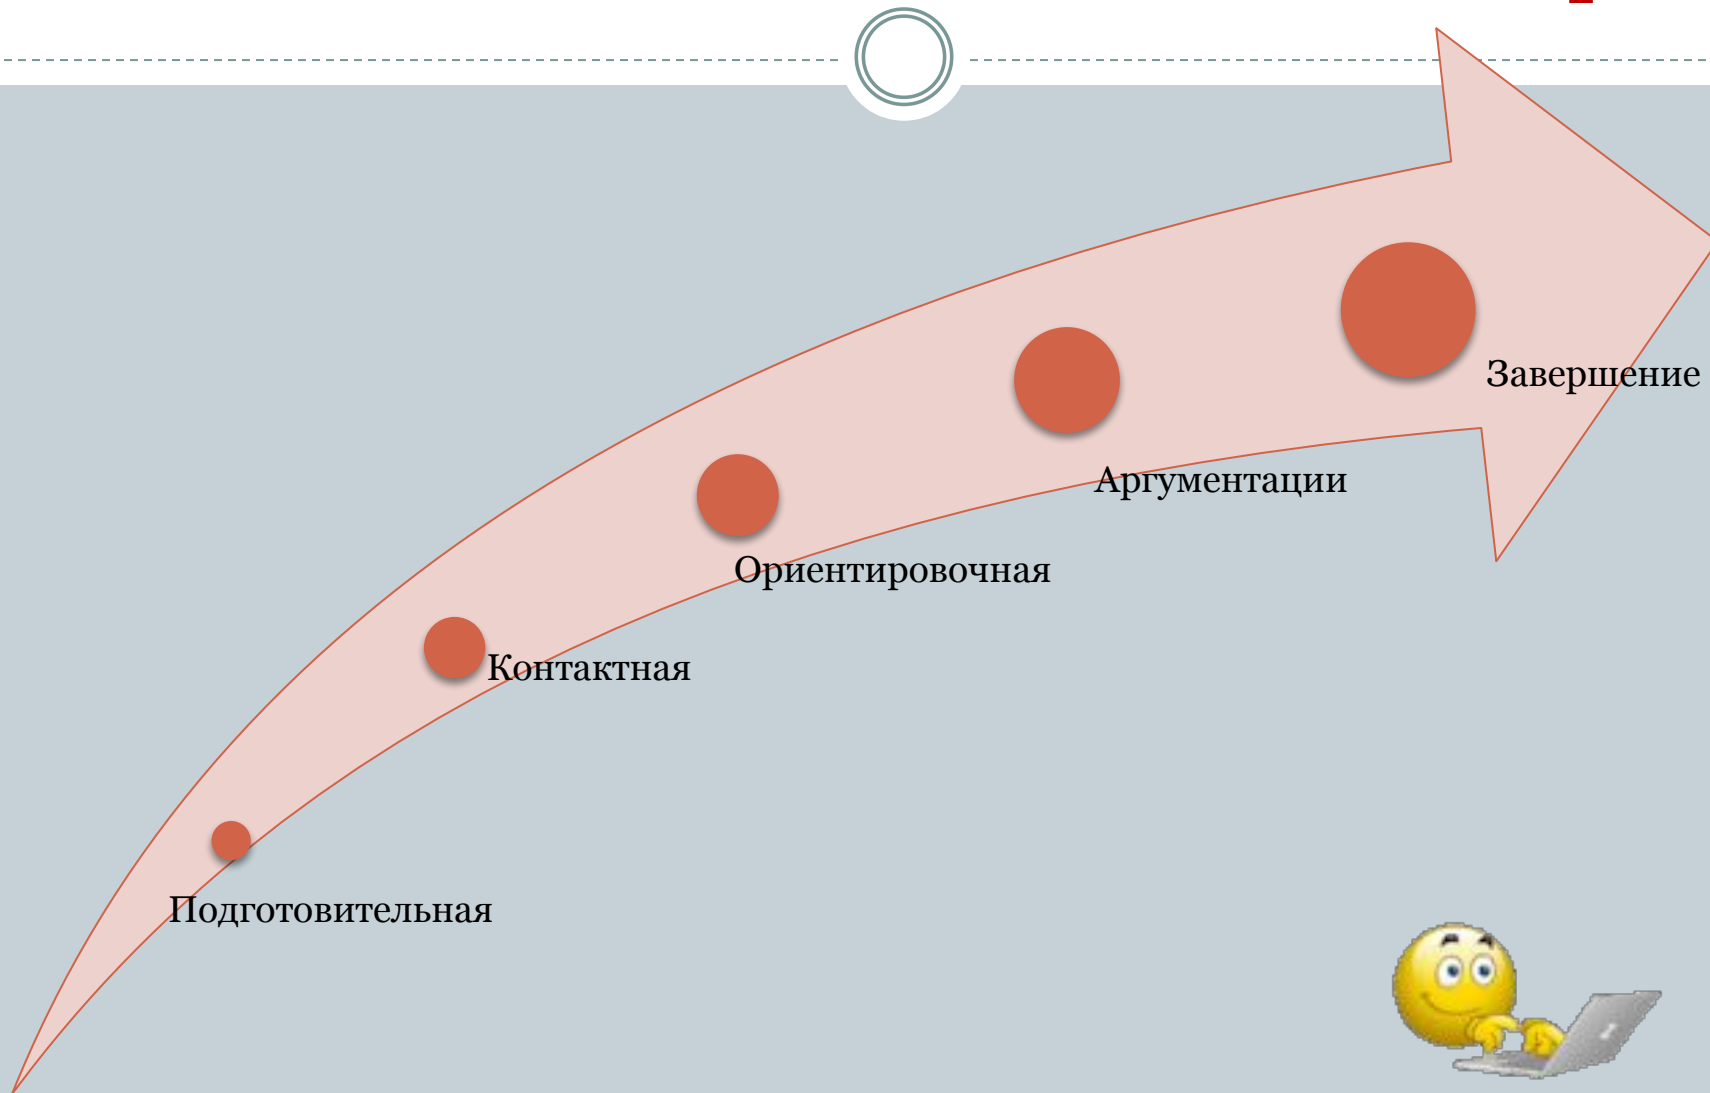 Завершение
Аргументации
Ориентировочная
Контактная
Подготовительная